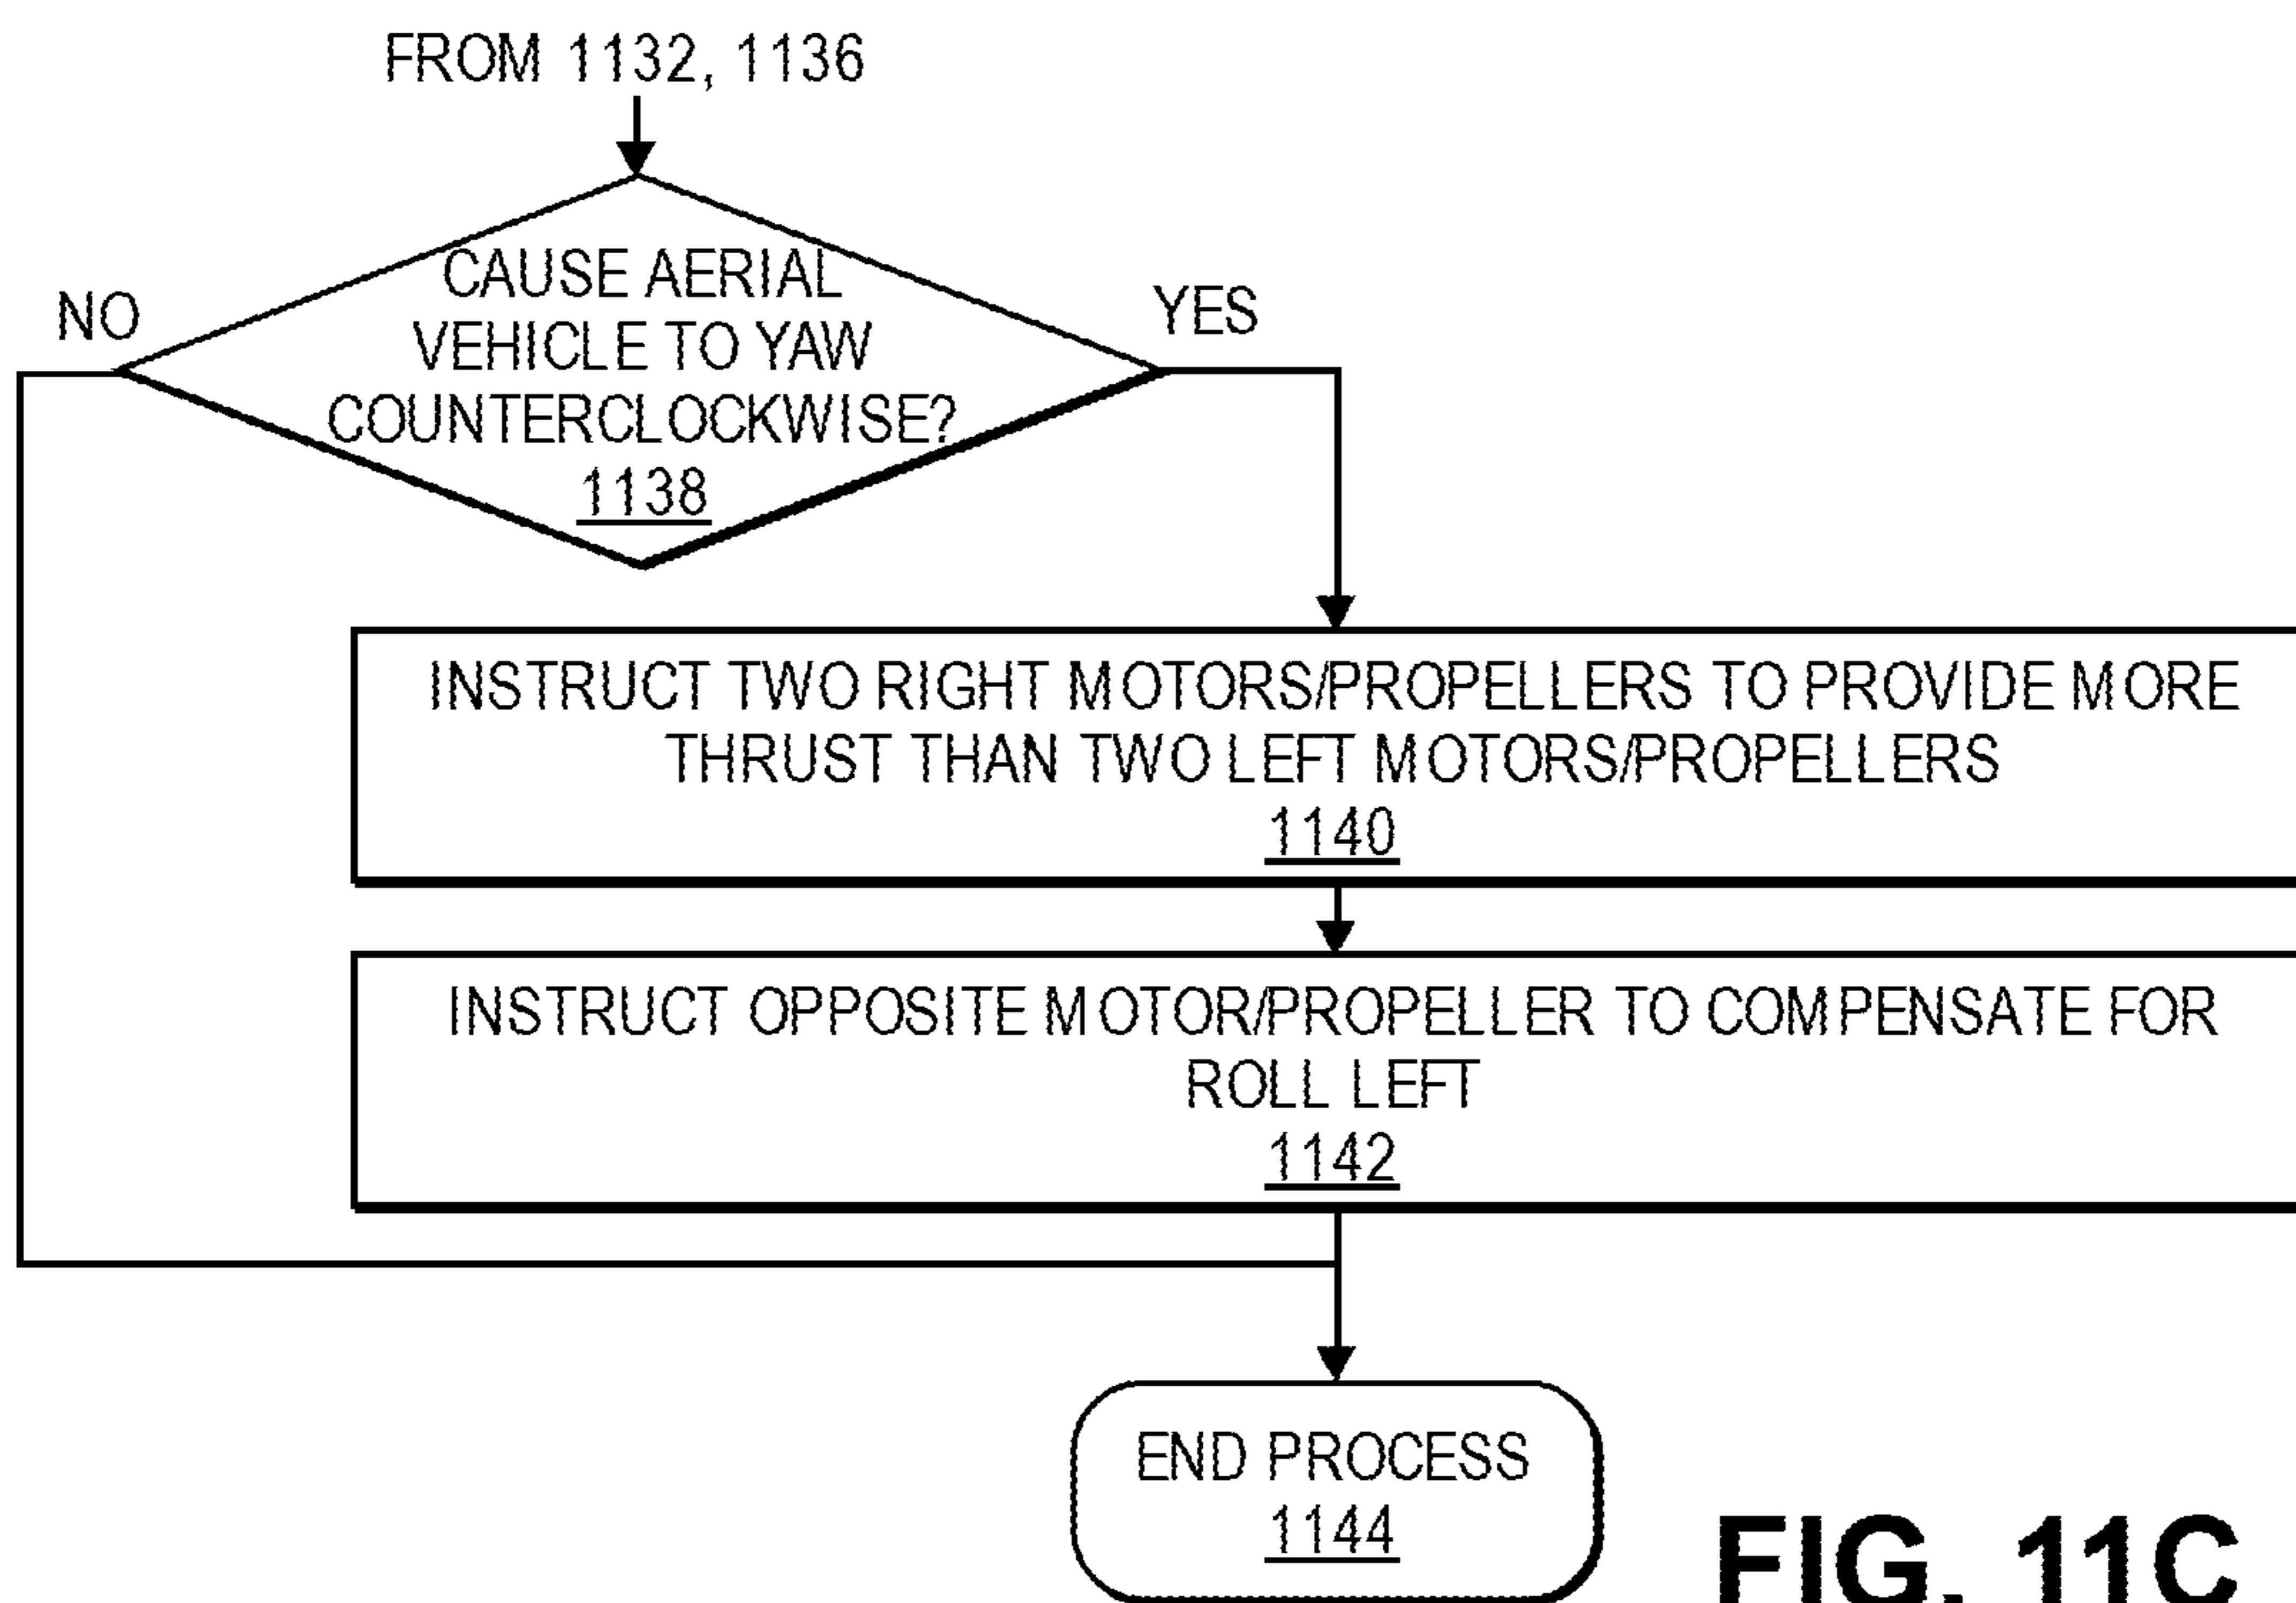 FROM 1132, 1136
CAUSE AERIAL
VEHICLE TO YAW
COUNTERCLOCKWISE?
1138
NO
YES
INSTRUCT TWO RIGHT MOTORS/PROPELLERS TO PROVIDE MORE
THRUST THAN TWO LEFT MOTORS/PROPELLERS
1140
INSTRUCT OPPOSITE MOTOR/PROPELLER TO COMPENSATE FOR
ROLL LEFT
1142
END PROCESS
1144
FIG. 11C